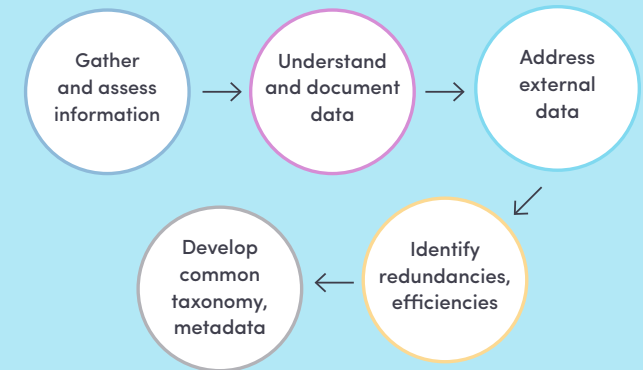 Gather
and assess
information
Understand
and document
data
Address
external
data
Identify
redundancies,
efficiencies
Develop
common
taxonomy,
metadata